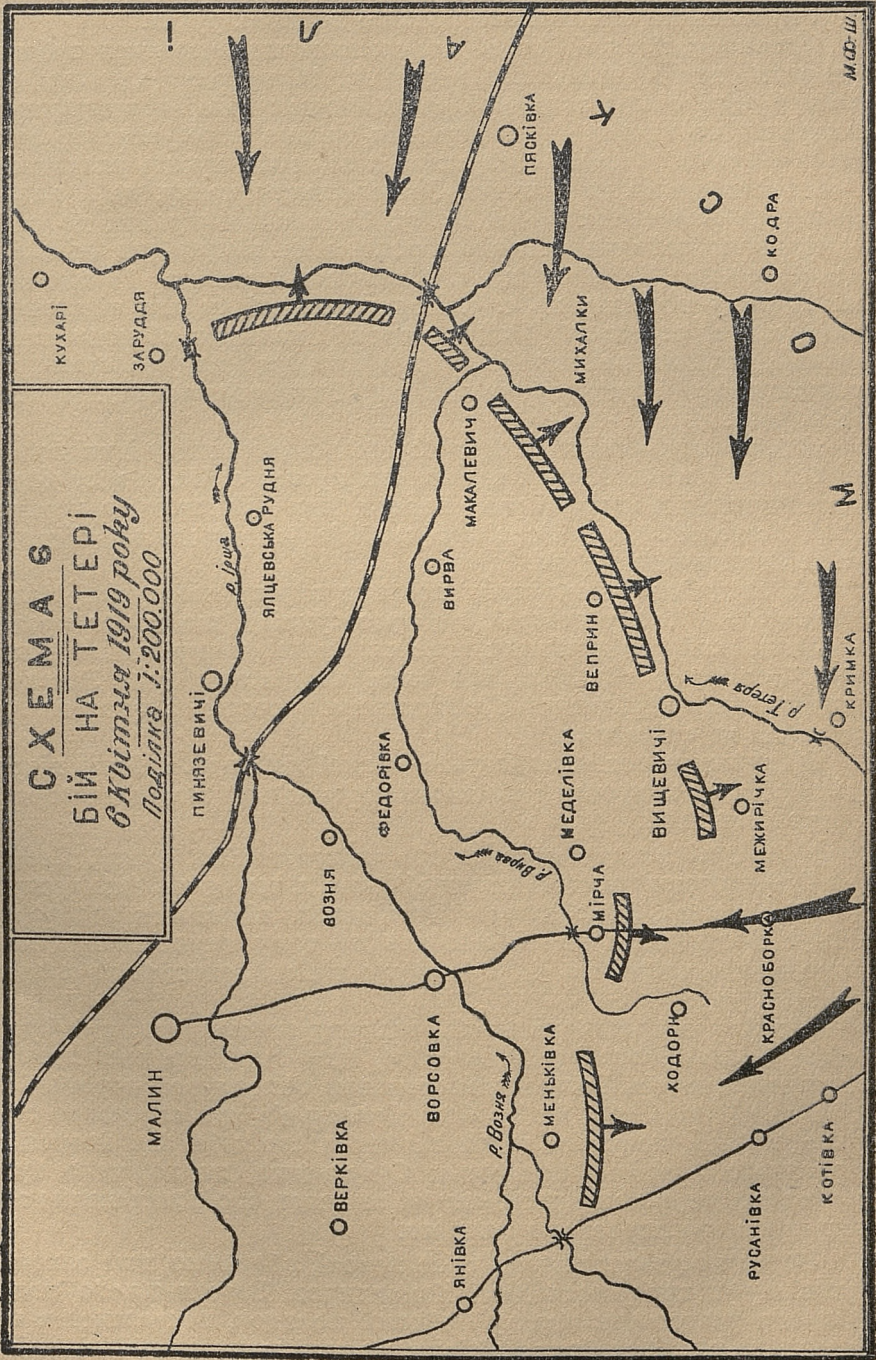 СХЕМА 6
БІЙ НА ТЕТЕРІ
6 Квітня 1919 року
Поділка 1:200.000
КУХАРІ
ЗАРУДДЯ
р. Ірша
ЯЛЦЕВСЬКА РУДНЯ
ПИНЯЗЕВИЧІ
МАЛИН
ВОЗНЯ
ФЕДОРІВКА
ВИРВА
МАКАЛЕВИЧ
МИХАЛКИ
ПЯСКІВКА
КОДРА
ВЕПРИН
МЕДЕЛІВКА
ВИЩЕВИЧІ
р. Тетеря
КРИМКА
МЕЖИРІЧКА
р. Вирва
МІРЧА
КРАСНОБОРКА
ХОДОРИ
ВОРСОВКА
ВЕРКІВКА
р. Возня
МЕНЬКІВКА
ЯНІВКА
РУСАНІВКА
КОТІВКА
М О С К А Л І
М.Ф-Ш.